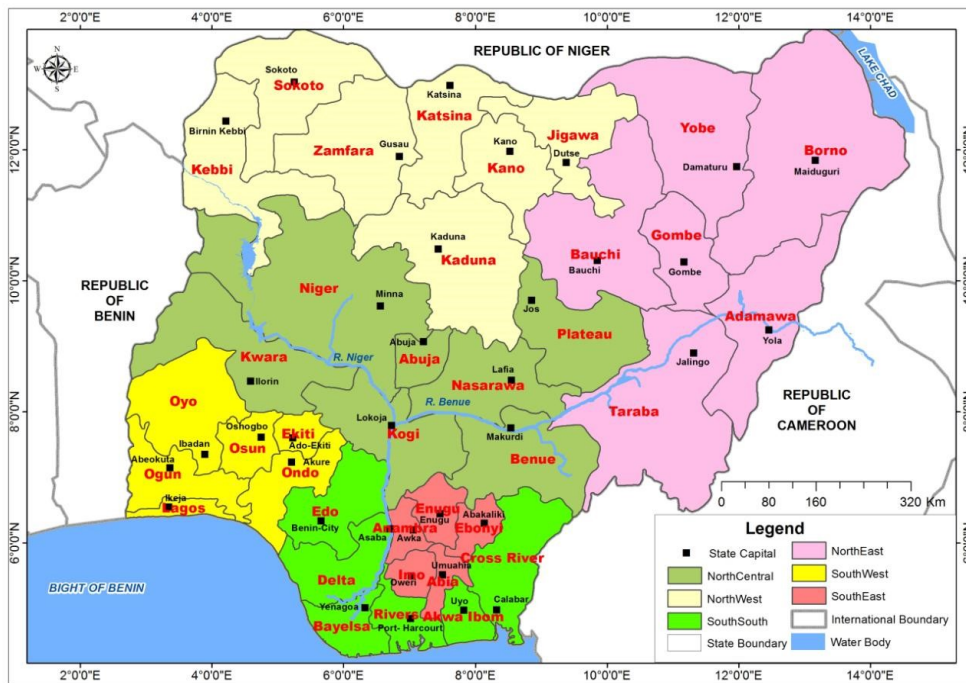 2°0'0"E 4°0'0"E 6°0'0"E 8°0'0"E 10°0'0"E 12°0'0"E 14°0'0"E
N
W E
S
REPUBLIC OF NIGER
LAKE CHAD
Sokoto
Sokoto
Katsina
Katsina
Birnin Kebbi
Kebbi
Zamfara
Gusau
Kano
Kano
Jigawa
Dutse
Yobe
Damaturu
Borno
Maiduguri
12°0'0"N
Kaduna
Kaduna
Bauchi
Bauchi
Gombe
Gombe
10°0'0"N
REPUBLIC
OF
BENIN
Niger
Minna
Jos
Plateau
Adamawa
Yola
Abuja
Abuja
Kwara
Ilorin
R. Niger
Nasarawa
Lafia
Jalingo
Taraba
REPUBLIC
OF
CAMEROON
8°0'0"N
Oyo
R. Benue
Lokoja
Kogi
Makurdi
Benue
Oshogbo
Osun
Ekiti
Ado-Ekiti
Ibadan
Abeokuta
Ogun
Akure
Ondo
Ikeja
Lagos
Edo
Benin-City
Asaba
Anambra
Awka
Enugu
Enugu
Abakalik
Ebonyi
Cross River
6°0'0"N
BIGHT OF BENIN
Delta
Imo
Owerri
Umuahia
Abia
Yenagoa
Bayelsa
Rivers
Port- Harcourt
Uyo
Akwa Ibom
Calabar
0 80 160 320 Km
Legend
State Capital
NorthCentral
NorthWest
SouthSouth
State Boundary
NorthEast
SouthWest
SouthEast
International Boundary
Water Body
2°0'0"E 4°0'0"E 6°0'0"E 8°0'0"E 10°0'0"E 12°0'0"E 14°0'0"E